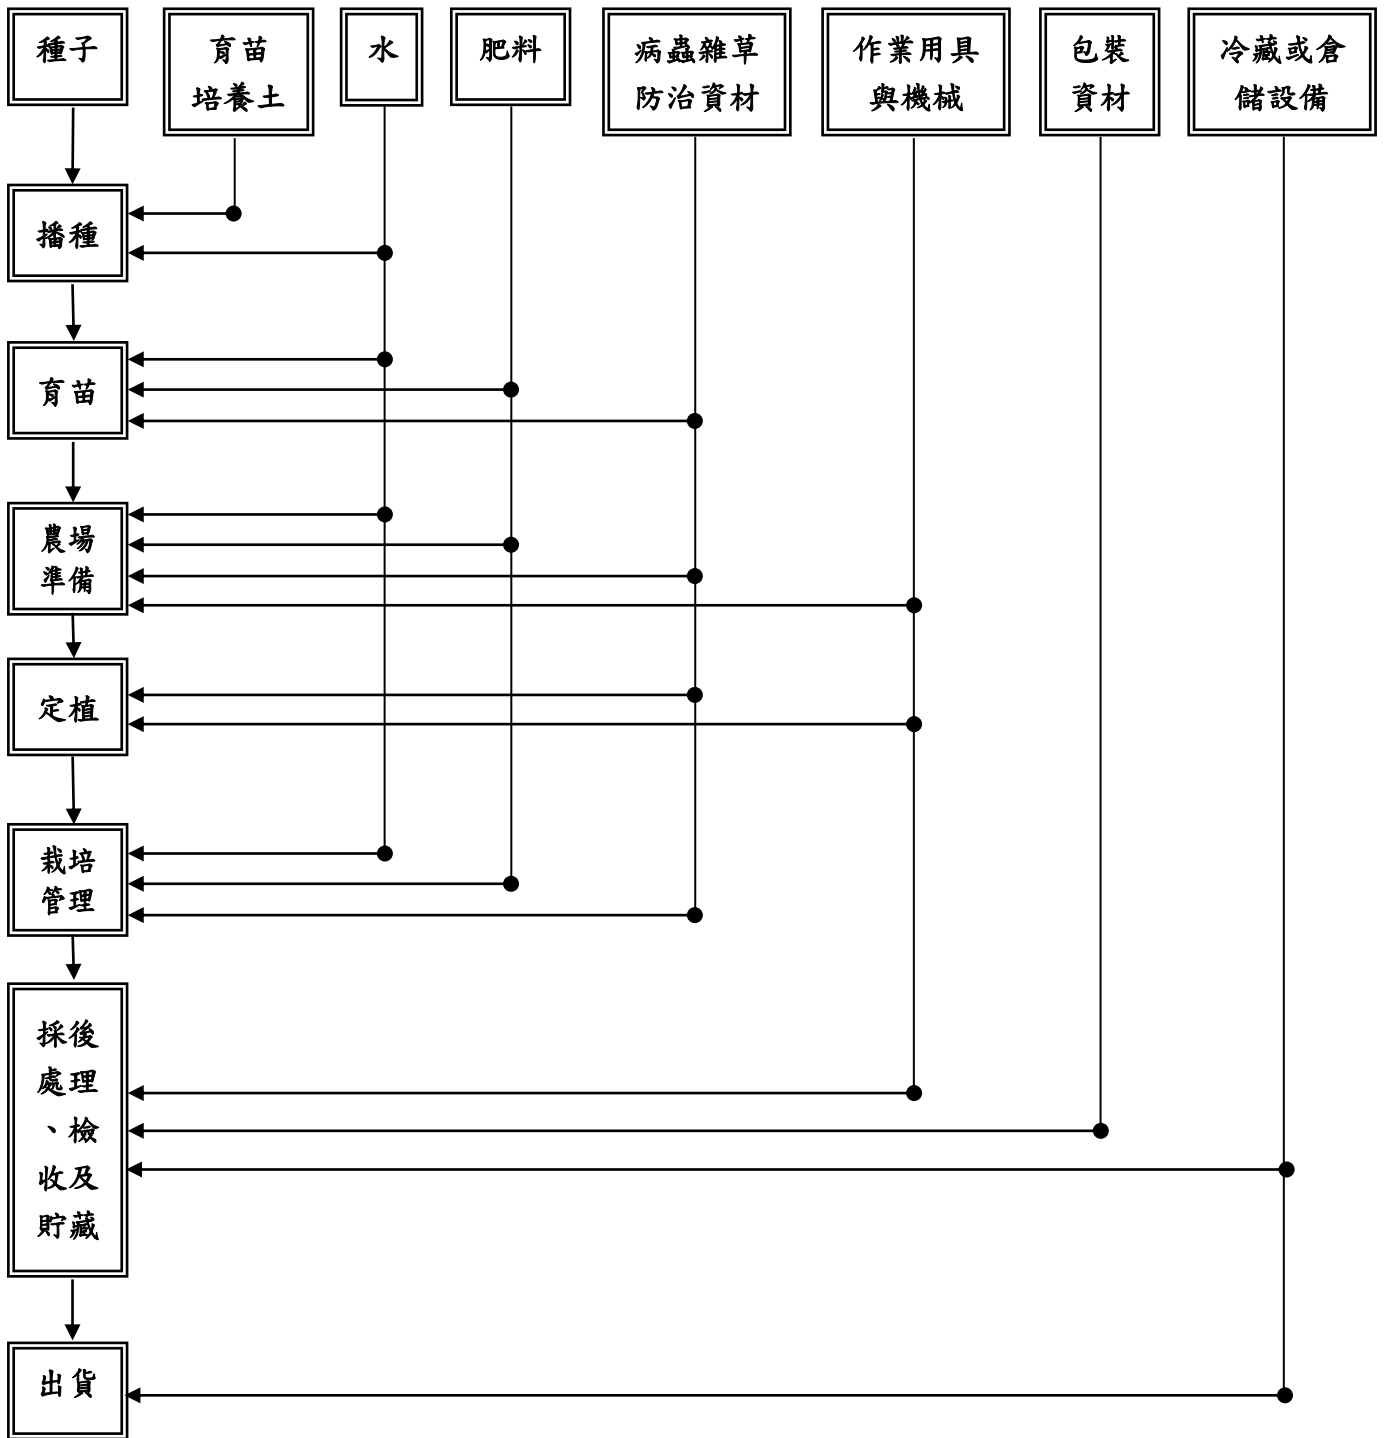 種子
育苗
培養土
水
肥料
病蟲雜草
防治資材
作業用具
與機械
包裝
資材
冷藏或倉
儲設備
播種
育苗
農場
準備
定植
栽培
管理
採後
處理
、檢
收及
貯藏
出貨